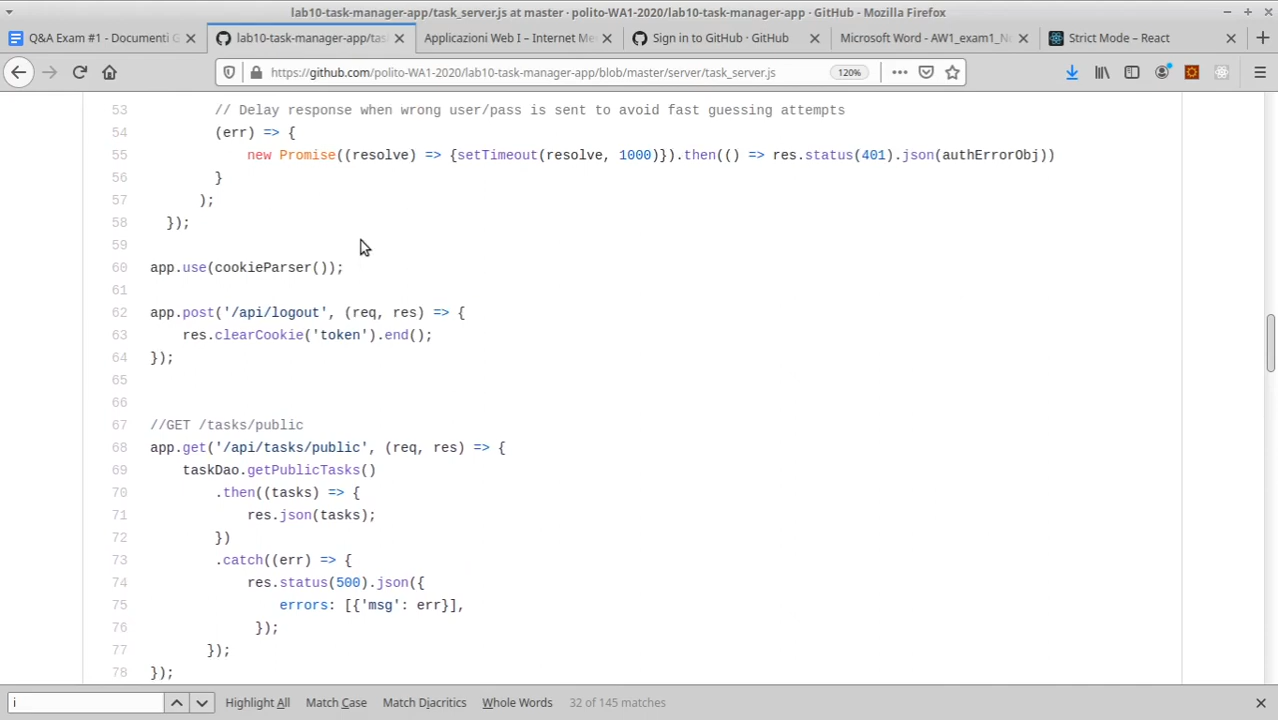 lab10-task-manager-app/task_server.js at master · polito-WA1-2020/lab10-task-manager-app · GitHub - Mozilla Firefox
Q&A Exam #1 - Documenti G
lab10-task-manager-app/tas
Applicazioni Web I – Internet Me
Sign in to GitHub · GitHub
Microsoft Word - AW1_exam1_N
Strict Mode – React
https://github.com/polito-WA1-2020/lab10-task-manager-app/blob/master/server/task_server.js
120%
53 // Delay response when wrong user/pass is sent to avoid fast guessing attempts
54 (err) => {
55 new Promise((resolve) => {setTimeout(resolve, 1000)}).then(() => res.status(401).json(authErrorObj))
56 }
57 );
58 });
59
60 app.use(cookieParser());
61
62 app.post('/api/logout', (req, res) => {
63 res.clearCookie('token').end();
64 });
65
66
67 //GET /tasks/public
68 app.get('/api/tasks/public', (req, res) => {
69 taskDao.getPublicTasks()
70 .then((tasks) => {
71 res.json(tasks);
72 })
73 .catch((err) => {
74 res.status(500).json({
75 errors: [{'msg': err}],
76 });
77 });
78 });
i
Highlight All
Match Case
Match Diacritics
Whole Words
32 of 145 matches